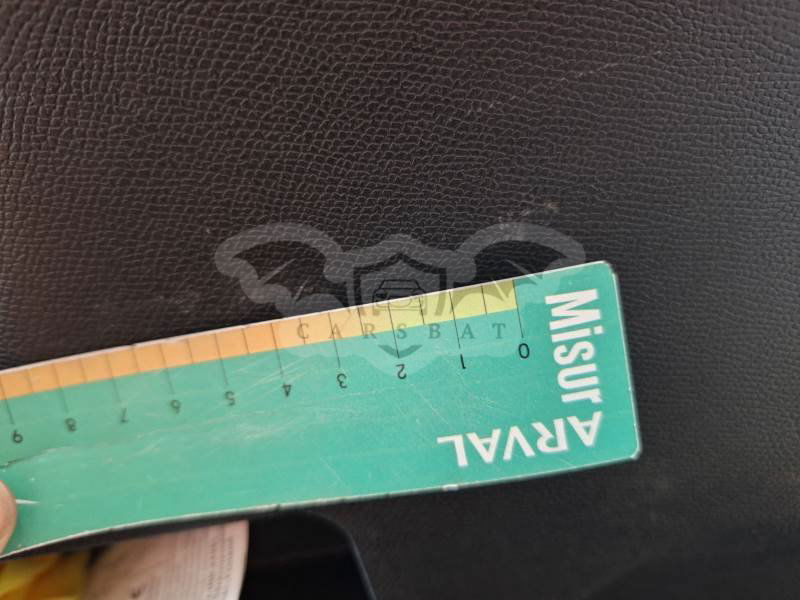 Misur
ARVAL
0 1 2 3 4 5 6 7 8 9
CARSBAT